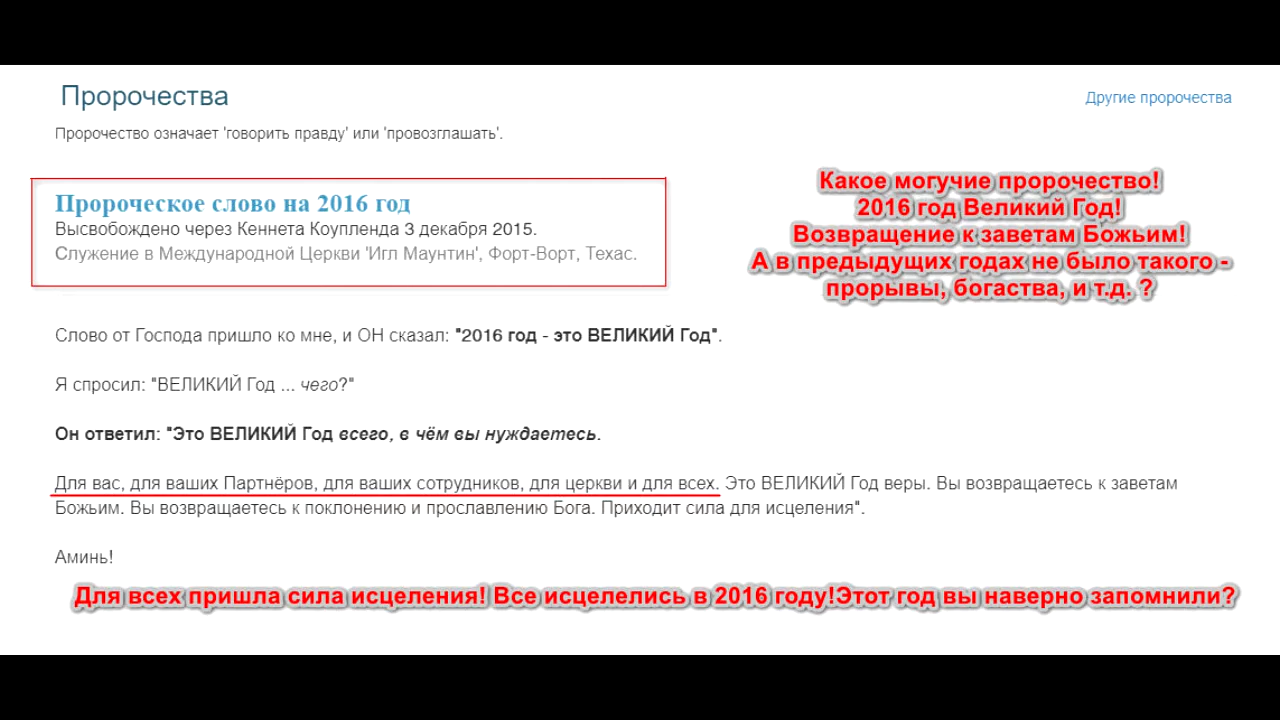 Пророчества
Другие пророчества
Пророчество означает 'говорить правду' или 'провозглашать'.
Пророческое слово на 2016 год
Высвобождено через Кеннета Коупленда 3 декабря 2015.
Служение в Международной Церкви 'Игл Маунтин', Форт-Ворт, Техас.
Какое могучие пророчество!
2016 год Великий Год!
Возвращение к заветам Божьим!
А в предыдущих годах не было такого -
прорывы, богаства, и т.д. ?
Слово от Господа пришло ко мне, и ОН сказал: "2016 год - это ВЕЛИКИЙ Год".
Я спросил: "ВЕЛИКИЙ Год ... чего?"
Он ответил: "Это ВЕЛИКИЙ Год всего, в чём вы нуждаетесь.
Для вас, для ваших Партнёров, для ваших сотрудников, для церкви и для всех. Это ВЕЛИКИЙ Год веры. Вы возвращаетесь к заветам
Божьим. Вы возвращаетесь к поклонению и прославлению Бога. Приходит сила для исцеления".
Аминь!
Для всех пришла сила исцеления! Все исцелелись в 2016 году!Этот год вы наверно запомнили?